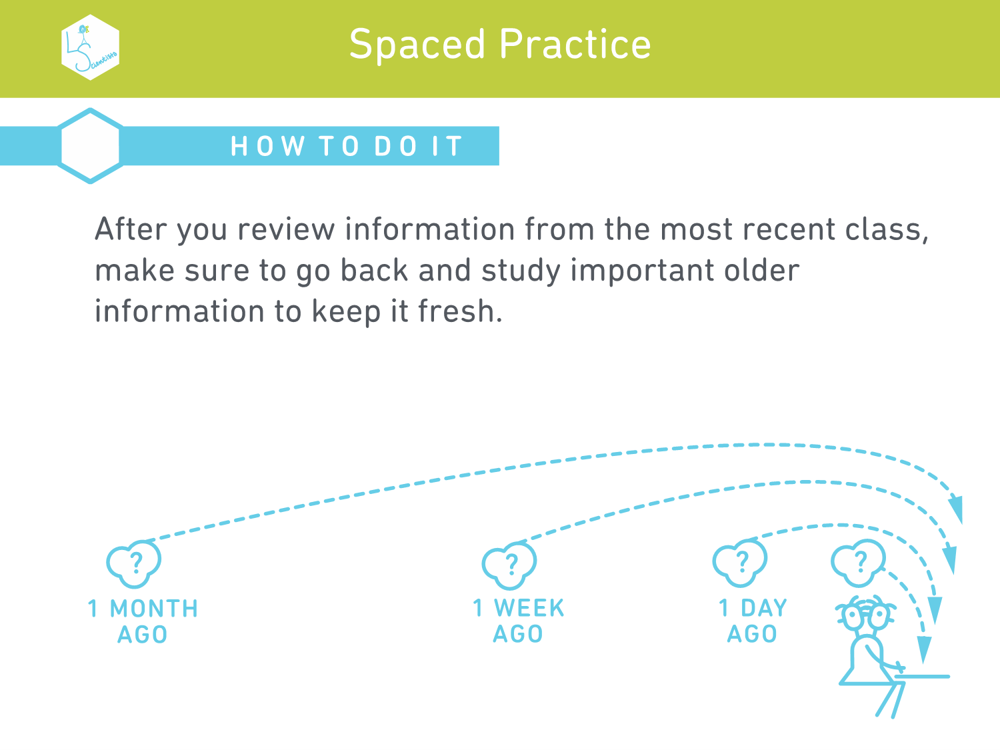 LScientists
Spaced Practice
HOW TO DO IT
After you review information from the most recent class,
make sure to go back and study important older
information to keep it fresh.
?
?
?
?
1 MONTH
AGO
1 WEEK
AGO
1 DAY
AGO